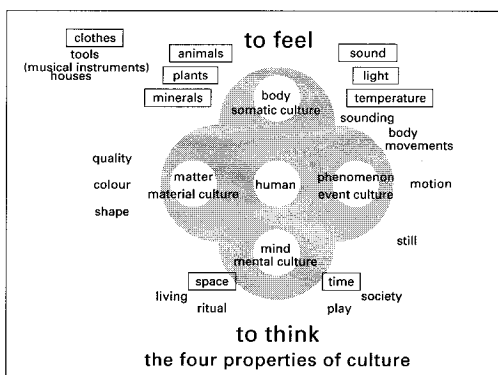 to feel
clothes
tools
(musical instruments)
houses
animals
plants
minerals
sound
light
temperature
body
somatic culture
sounding
body
movements
quality
colour
shape
matter
material culture
human
phenomenon
event culture
motion
still
mind
mental culture
space
time
living
ritual
play
society
to think
the four properties of culture